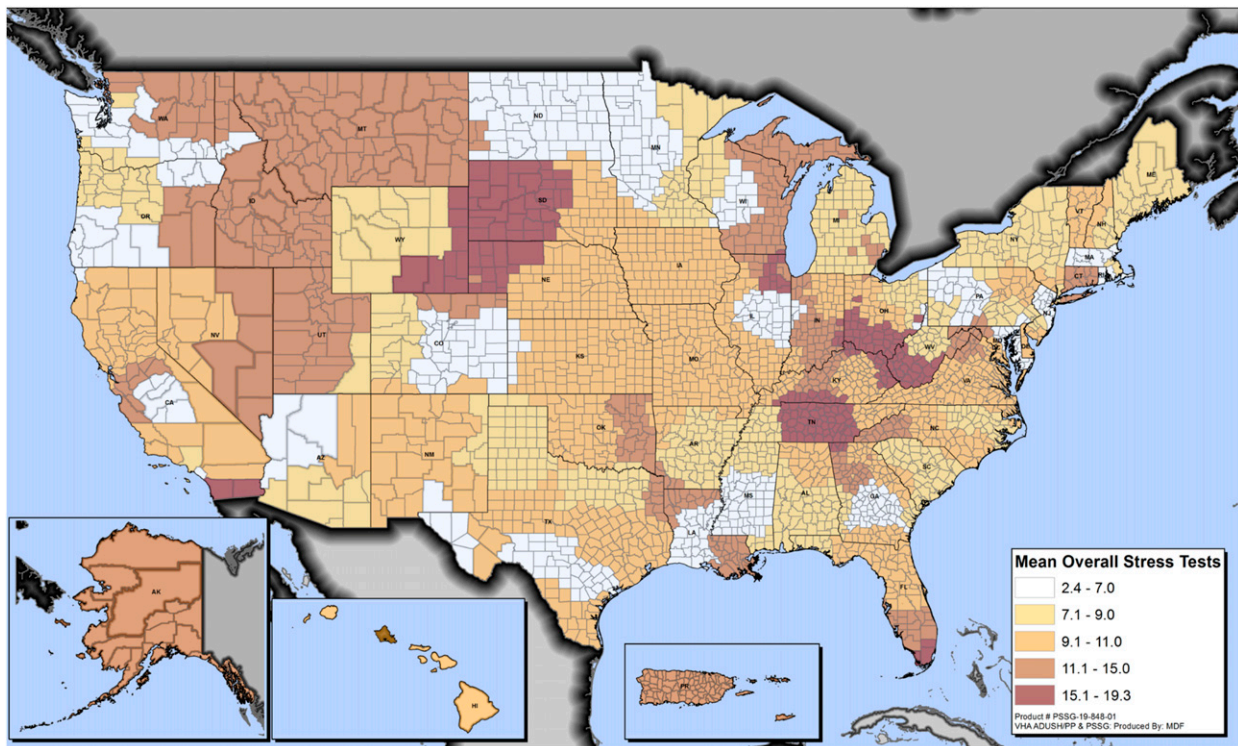 WA
MT
ND
MN
OR
ID
SD
WI
MI
ME
WY
VT
NH
NY
MA
CT
RI
IA
NE
PA
NJ
NV
UT
CO
IL
IN
OH
WV
DE
CA
KS
MO
KY
VA
TN
NC
AZ
NM
OK
AR
SC
MS
AL
GA
TX
LA
FL
AK
HI
PR
Mean Overall Stress Tests
2.4 - 7.0
7.1 - 9.0
9.1 - 11.0
11.1 - 15.0
15.1 - 19.3
Product # PSSG-19-848-01
VHA ADUSH/PP & PSSG: Produced By: MDF